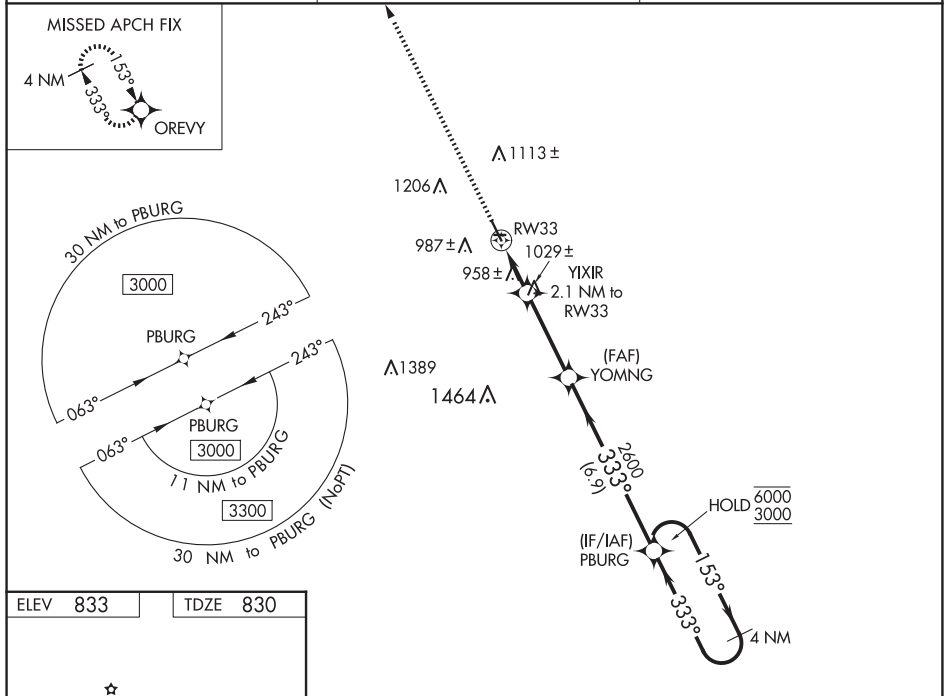 MISSED APCH FIX
4 NM
153°
333°
OREVY
1113±
1206
987±
RW33
1029±
958±
YIXIR
2.1 NM to
RW33
30 NM to PBURG
3000
PBURG
243°
063°
243°
063°
PBURG
3000
11 NM to PBURG
3300
30 NM to PBURG (NoPT)
1389
1464
(FAF)
YOMNG
2600
333°
(6.9)
HOLD 6000
3000
(IF/IAF)
PBURG
153°
333°
4 NM
ELEV 833
TDZE 830